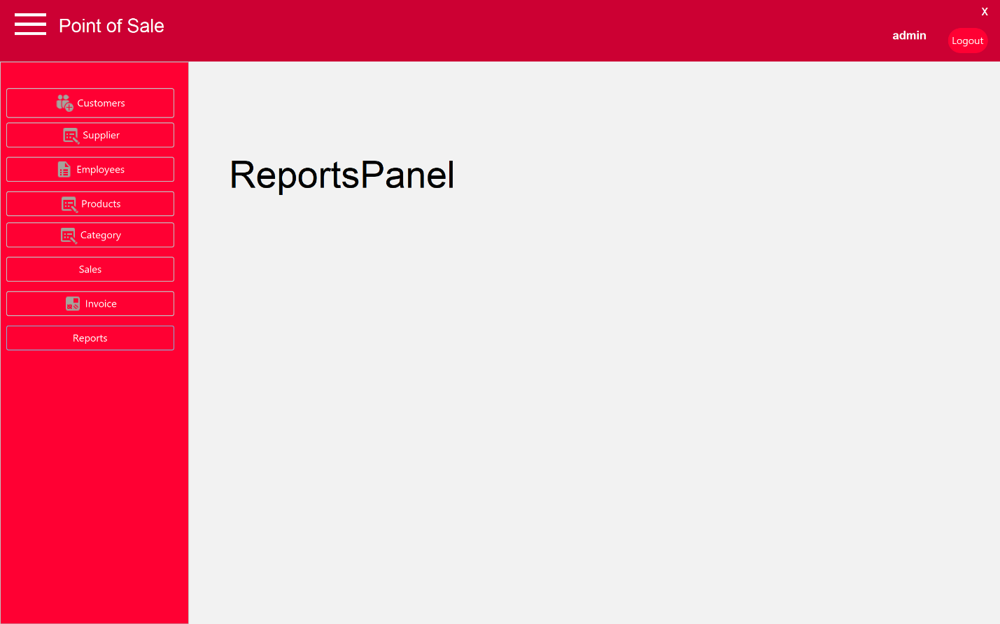 Point of Sale
X
admin
Logout
Customers
Supplier
Employees
Products
Category
Sales
Invoice
Reports
ReportsPanel